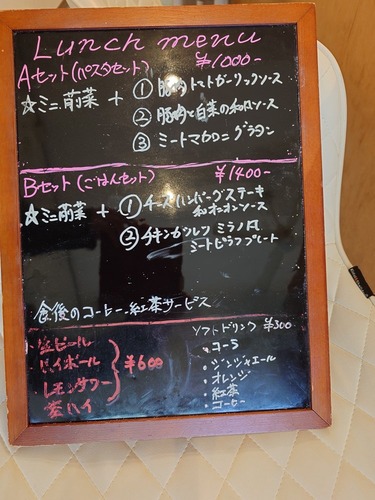 Lunch menu
Aセット(パスタセット) ¥1000-
☆ミニ前菜 + ① 豚肉トマトガーリックソース
② 豚肉と白菜の和風ソース
③ ミートマカロニグラタン
Bセット(ごはんセット) ¥1400-
☆ミニ前菜 + ① チーズハンバーグステーキ
和オニオンソース
② チキンカツレツ ミラノ風
ミートピラフプレート
食後のコーヒー、紅茶サービス
生ビール
ハイボール
レモンサワー
茶ハイ
¥600
ソフトドリンク ¥300
・コーラ
・ジンジャエール
・オレンジ
・紅茶
・コーヒー